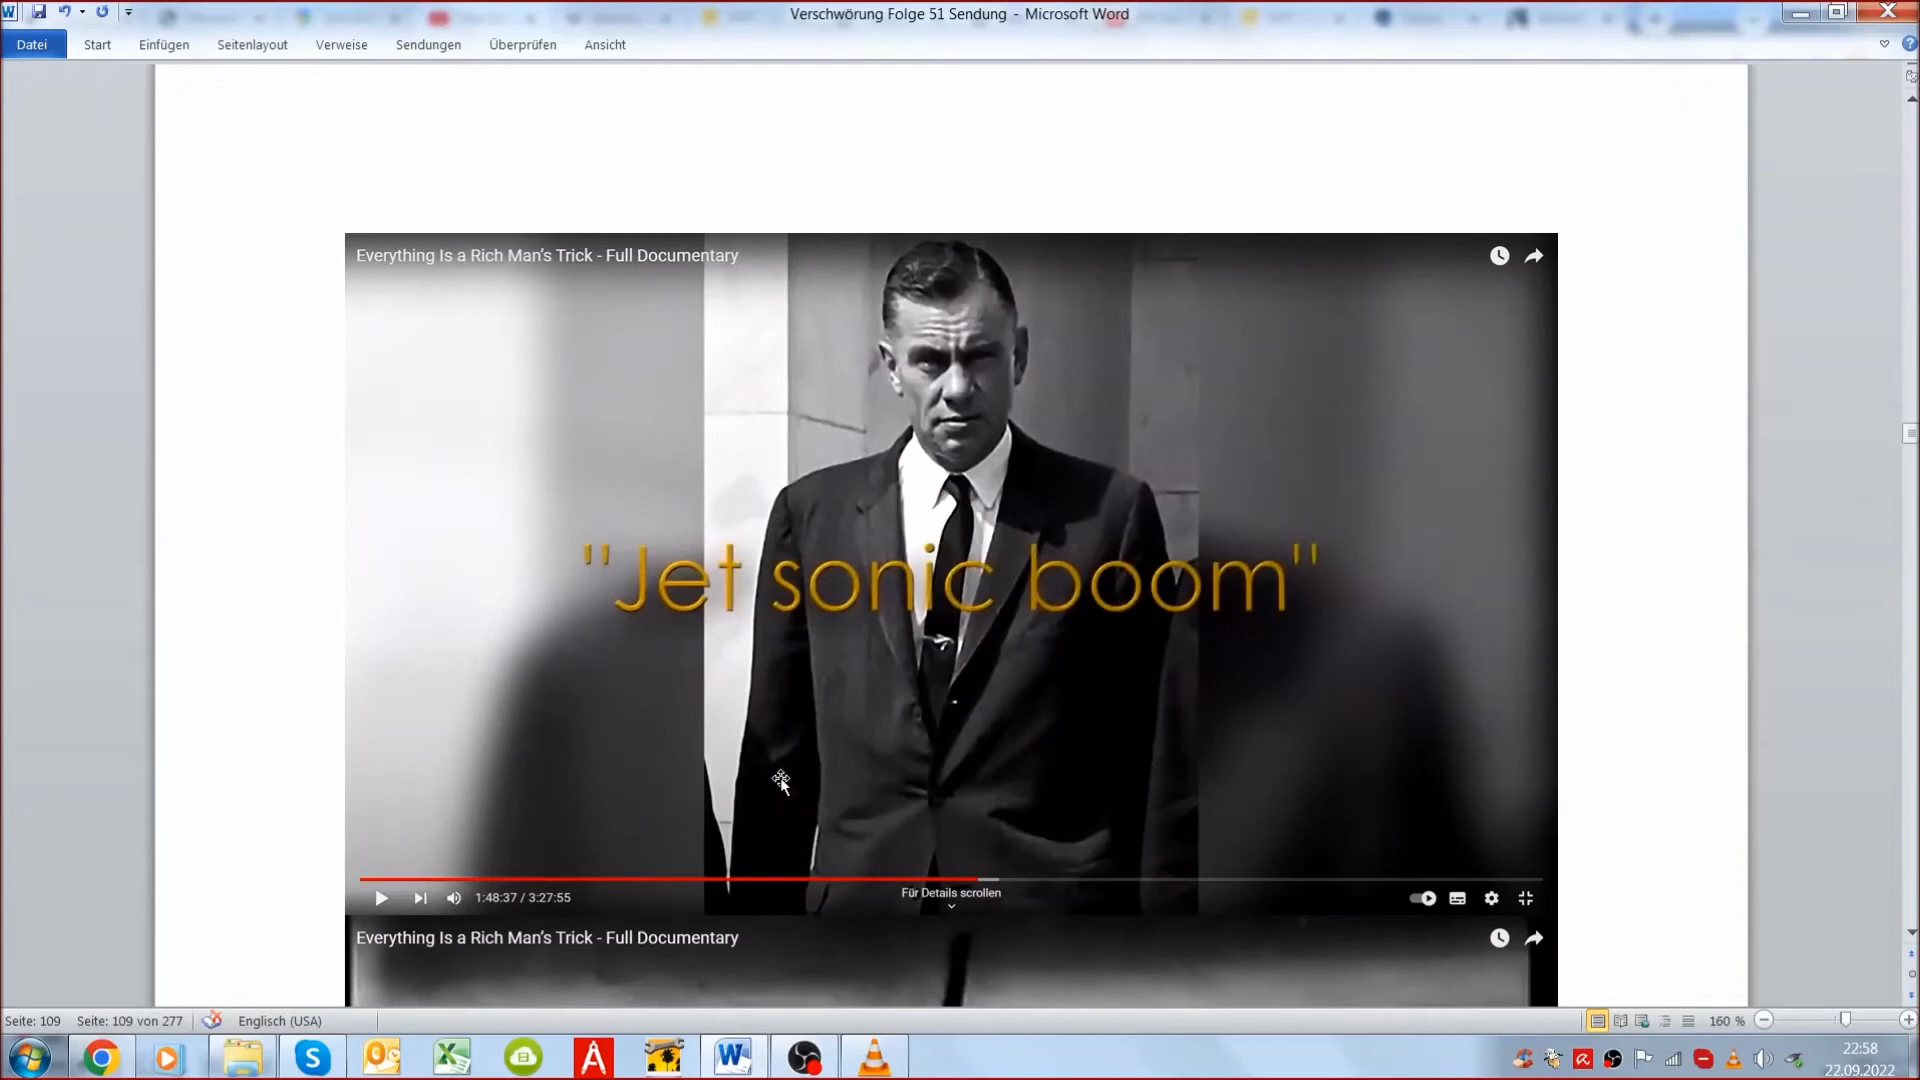 Verschwörung Folge 51 Sendung - Microsoft Word
Datei Start Einfügen Seitenlayout Verweise Sendungen Überprüfen Ansicht
Everything Is a Rich Man's Trick - Full Documentary
"Jet sonic boom"
1:48:37 / 3:27:55
Für Details scrollen
Everything Is a Rich Man's Trick - Full Documentary
Seite: 109 Seite: 109 von 277 Englisch (USA) 160 %
22:58
22.09.2022